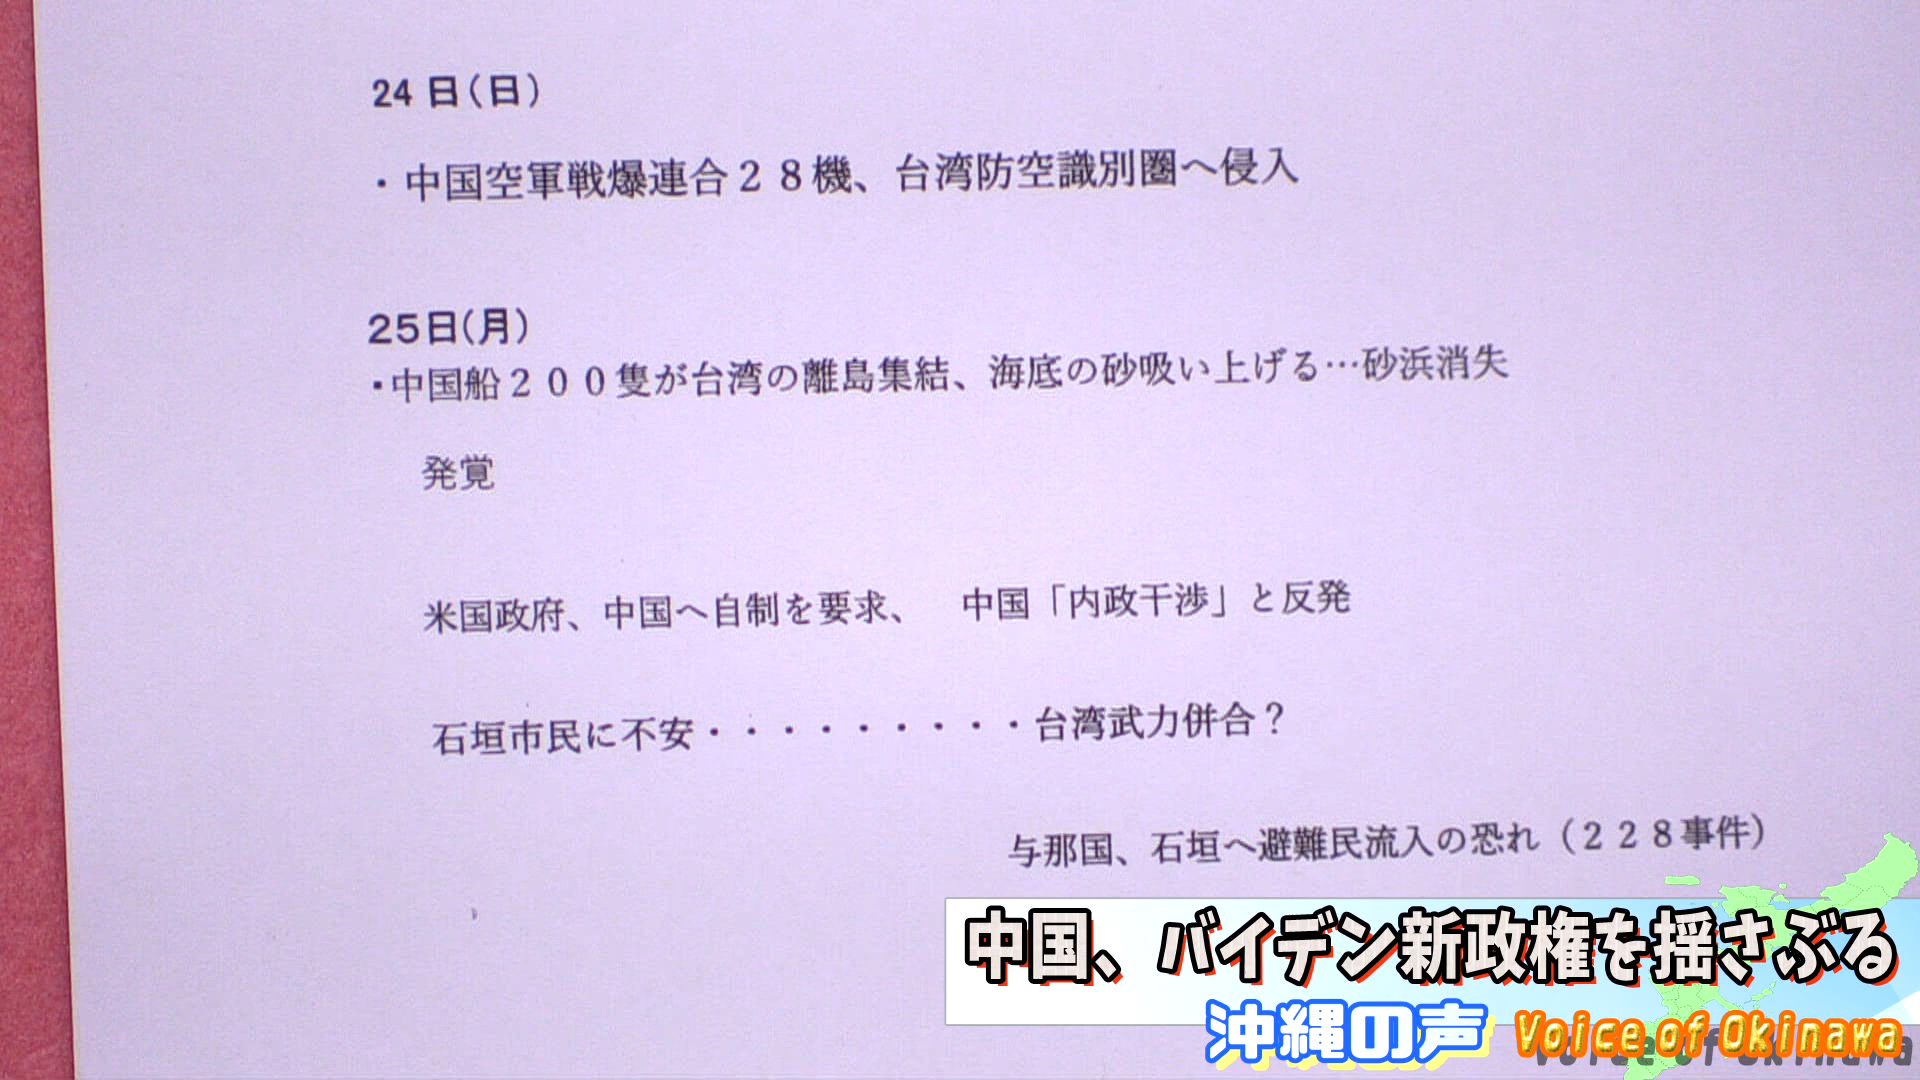 24 日（日）
・中国空軍戦爆連合２８機、台湾防空識別圏へ侵入
25日(月)
・中国船２００隻が台湾の離島集結、海底の砂吸い上げる…砂浜消失
発覚
米国政府、中国へ自制を要求、　中国「内政干渉」と反発
石垣市民に不安・・・・・・・・・台湾武力併合？
与那国、石垣へ避難民流入の恐れ（２２８事件）
中国、バイデン新政権を揺さぶる
沖縄の声 Voice of Okinawa
Voice of Okinawa